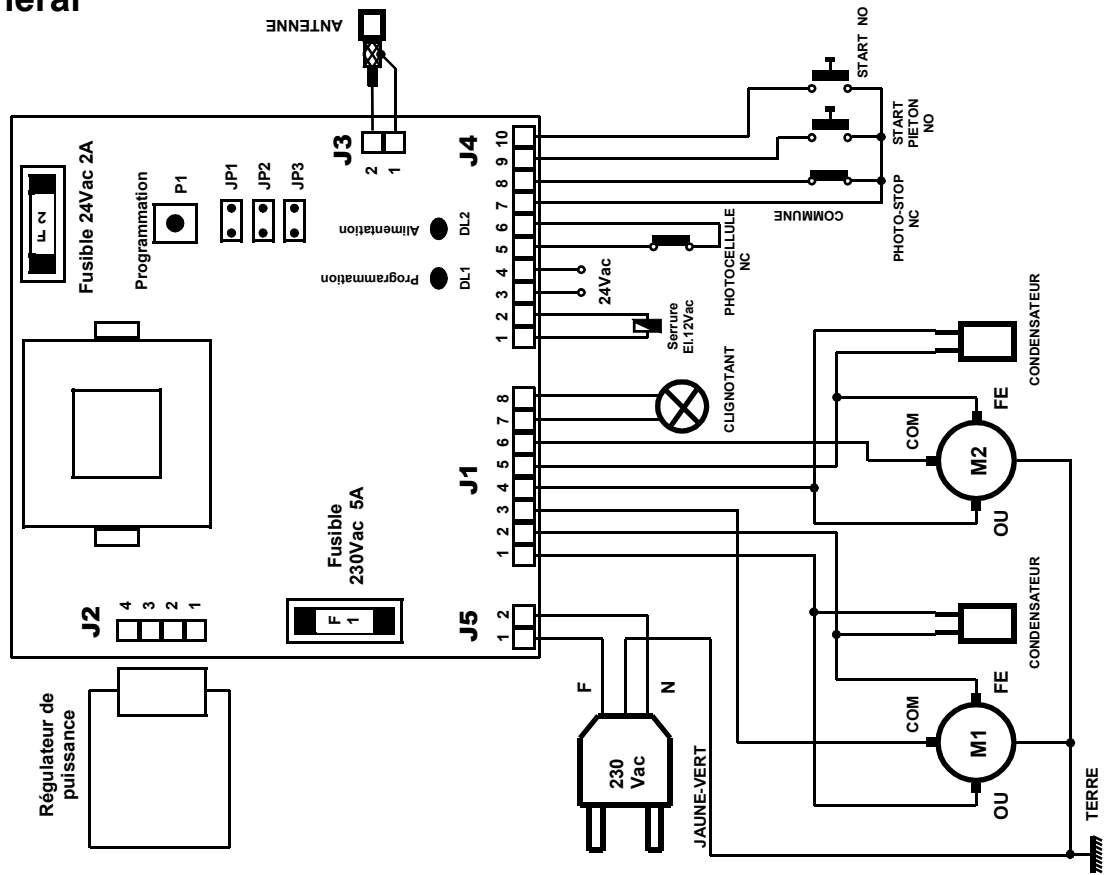 néral
ANTENNE
Fusible 24Vac 2A
F 2
Programmation
P1
JP1
JP2
JP3
J3
2
1
Alimentation
DL2
Programmation
DL1
J4
1
2
3
4
5
6
7
8
9
10
START NO
START
PIETON
NO
COMMUNE
PHOTO-STOP
NC
PHOTOCELLULE
NC
24Vac
Serrure
El.12Vac
CLIGNOTANT
J2
4
3
2
1
Fusible
230Vac 5A
F
1
J1
1
2
3
4
5
6
7
8
J5
1
2
Régulateur de
puissance
F
N
230
Vac
JAUNE-VERT
COM
FE
M2
OU
CONDENSATEUR
COM
FE
M1
OU
CONDENSATEUR
TERRE